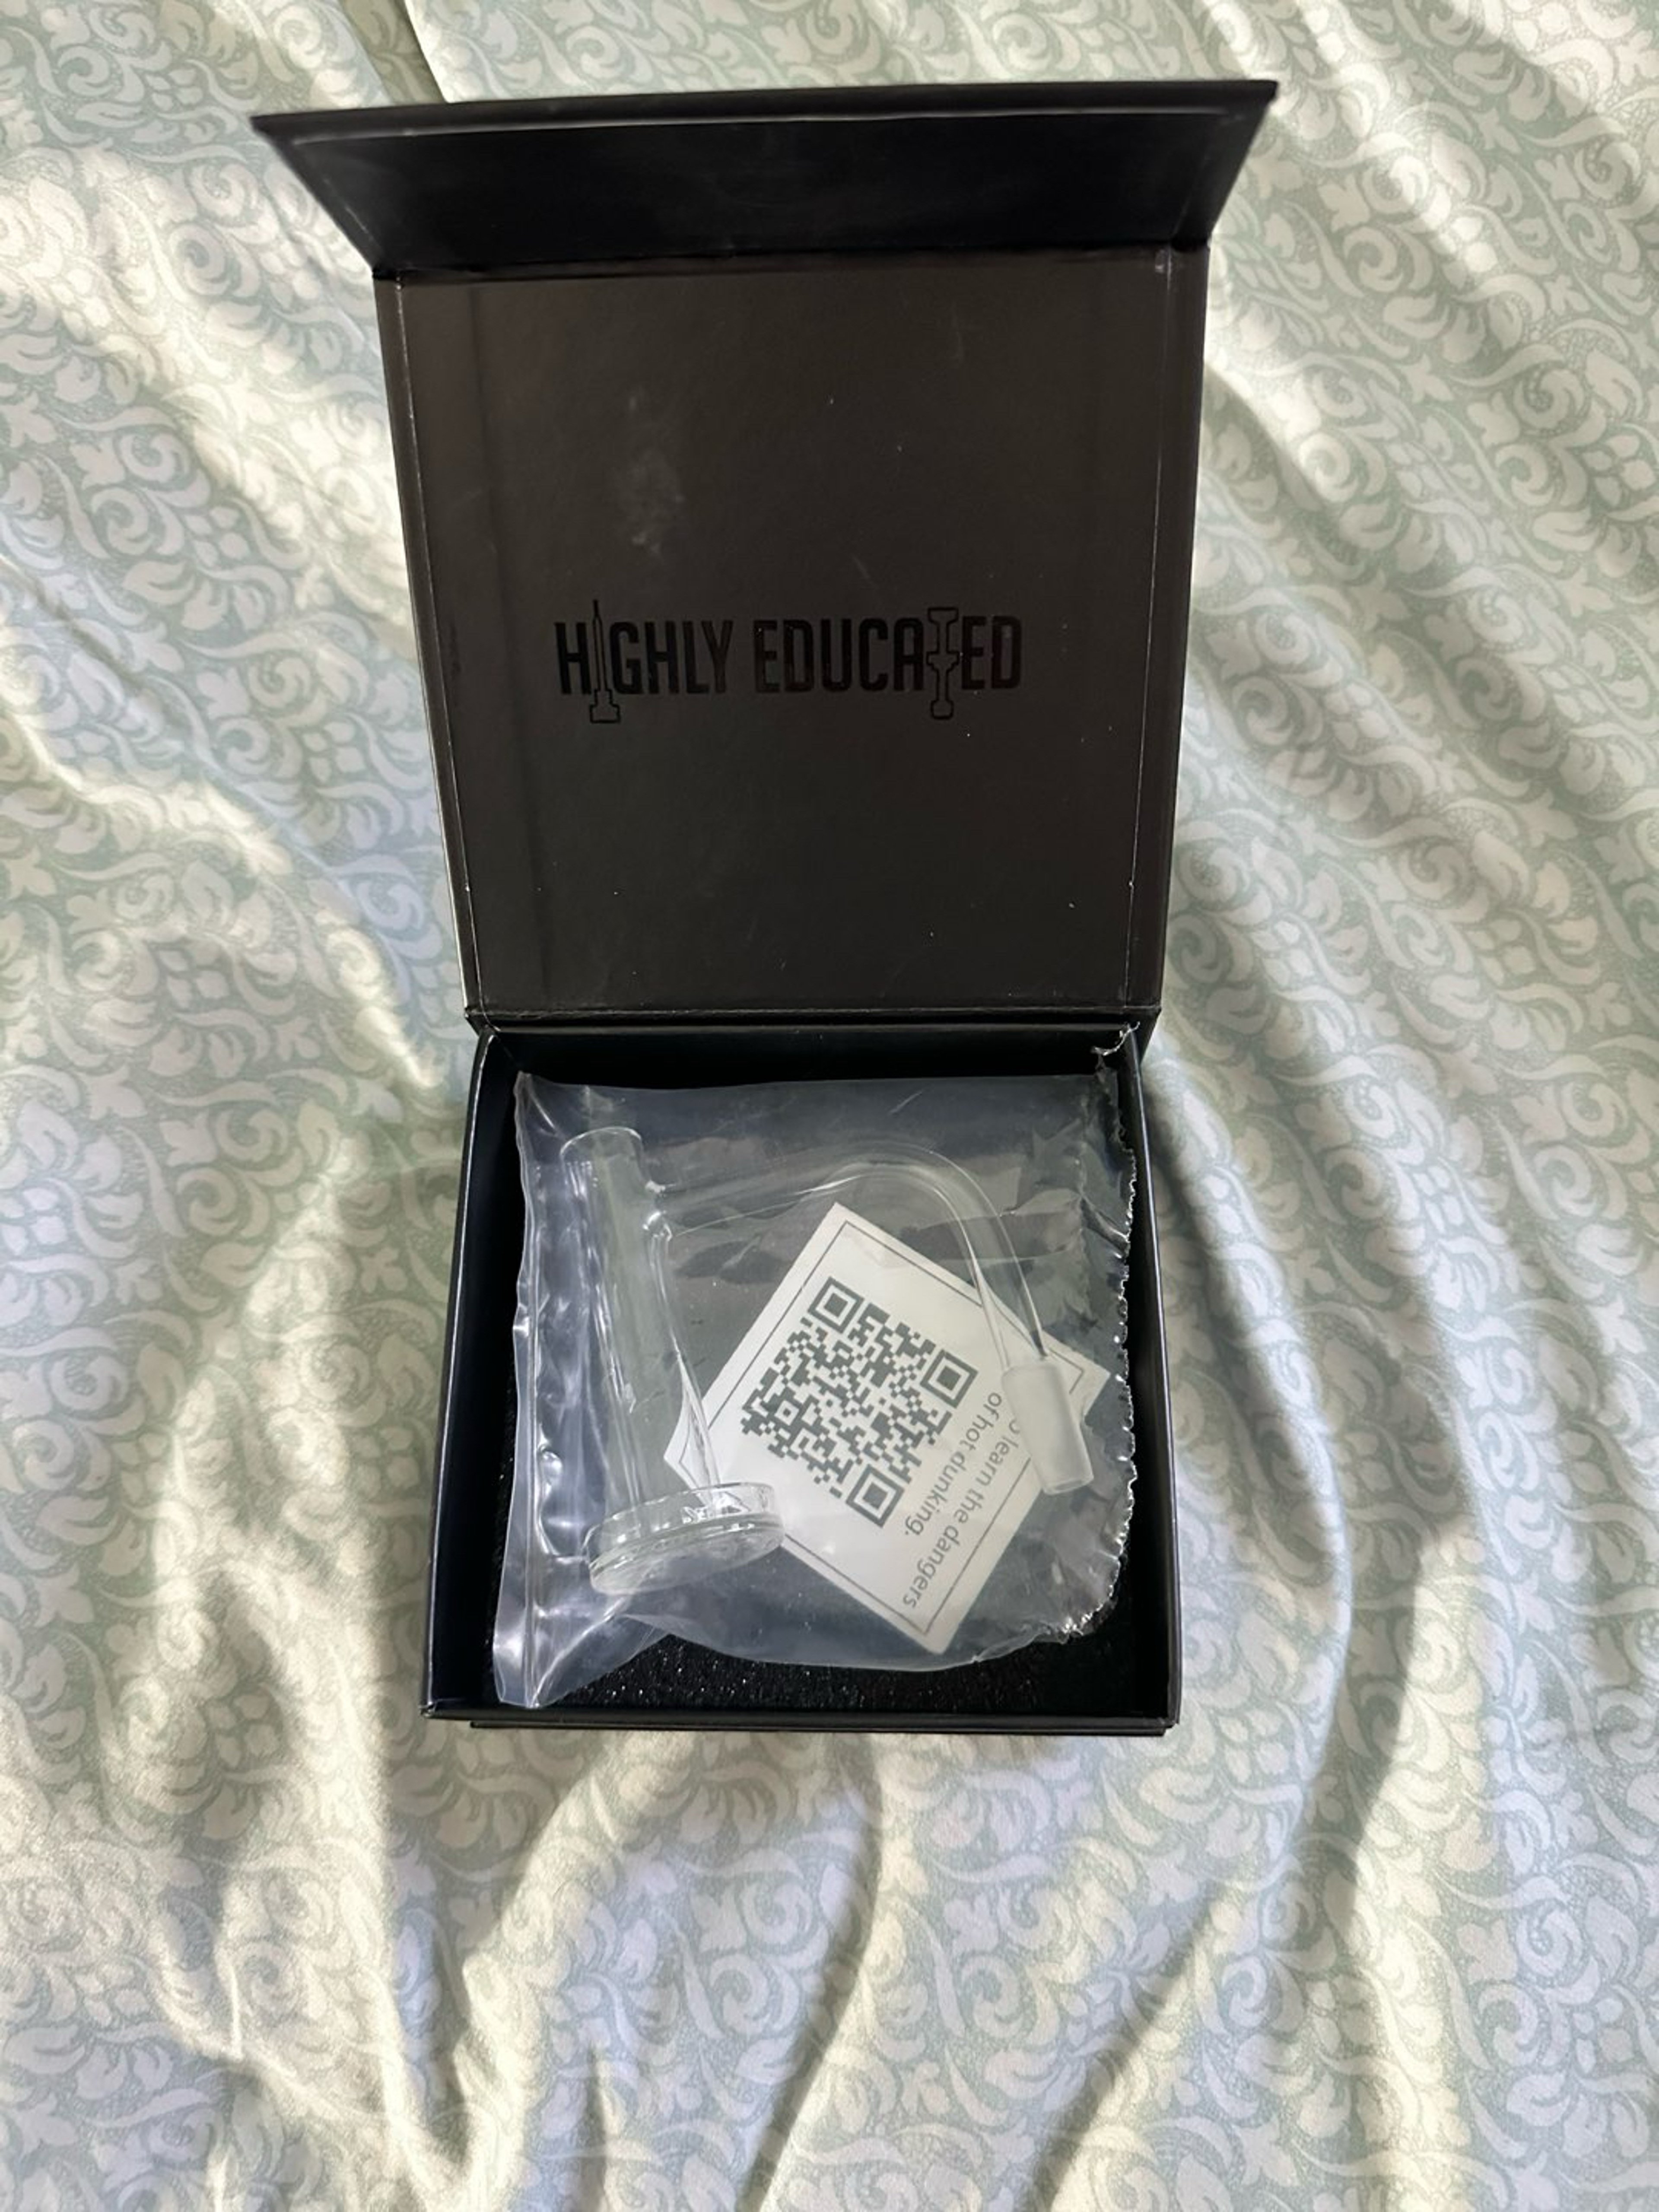 HIGHLY EDUCATED
learn the dangers
of hot dunking.